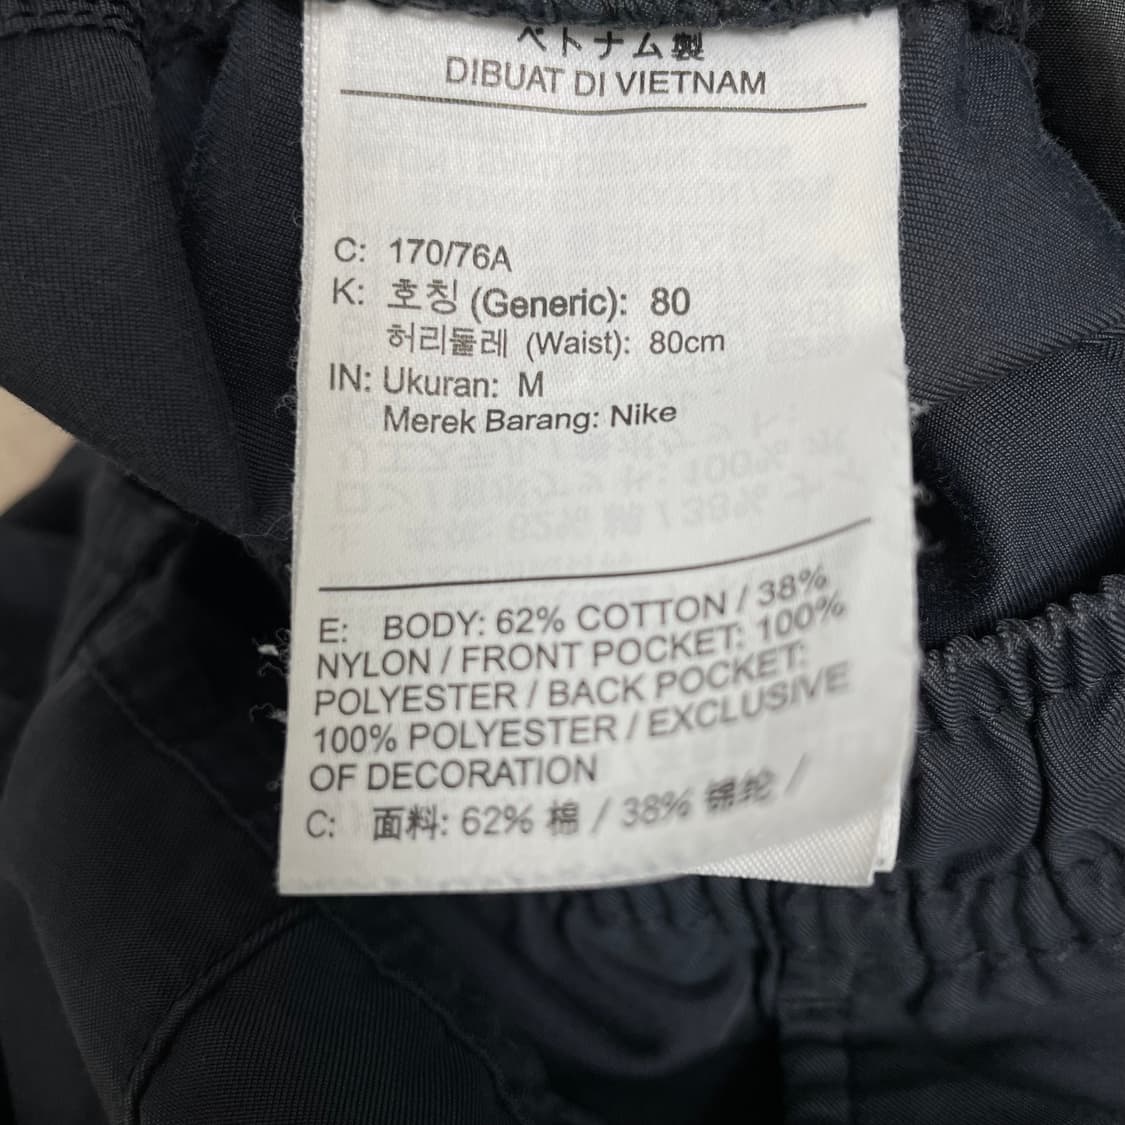 ベトナム製
DIBUAT DI VIETNAM
C: 170/76A
K: 호칭 (Generic): 80
허리둘레 (Waist): 80cm
IN: Ukuran: M
Merek Barang: Nike
E: BODY: 62% COTTON / 38%
NYLON / FRONT POCKET: 100%
POLYESTER / BACK POCKET:
100% POLYESTER / EXCLUSIVE
OF DECORATION
C: 面料: 62% 棉 / 38% 锦纶 /